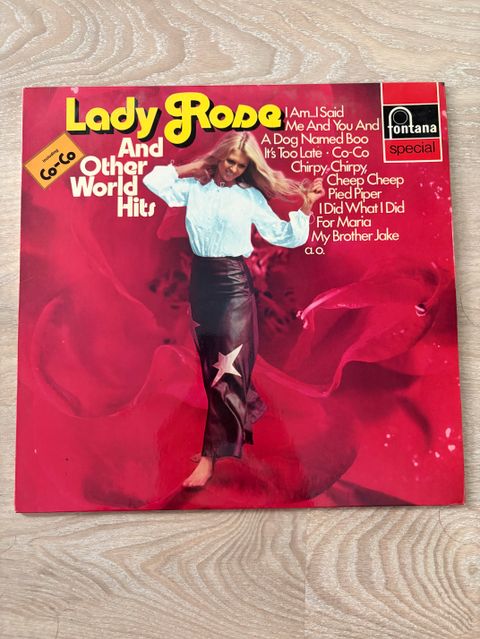 Lady Rose
And
Other
World
Hits
including
Co-Co
I Am...I Said
Me And You And
A Dog Named Boo
It's Too Late · Co-Co
Chirpy, Chirpy,
Cheep Cheep
Pied Piper
I Did What I Did
For Maria
My Brother Jake
a.o.
fontana
special